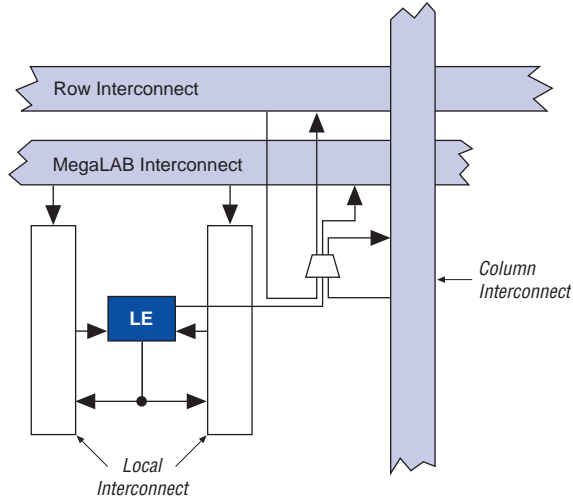 Row Interconnect
MegaLAB Interconnect
Column
Interconnect
LE
Local
Interconnect